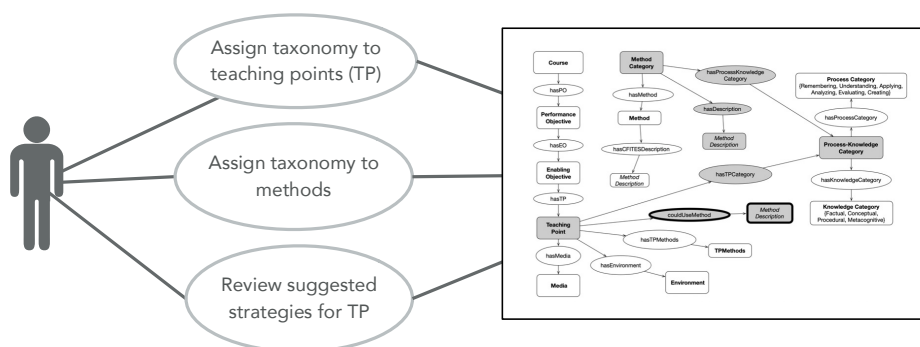 Assign taxonomy to
teaching points (TP)
Assign taxonomy to
methods
Review suggested
strategies for TP
Course
hasPO
Performance
Objective
hasEO
Enabling
Objective
hasTP
Teaching
Point
hasMedia
Media
Method
Category
hasMethod
Method
hasCFITESDescription
Method
Description
hasProcessKnowledge
Category
hasDescription
Method
Description
hasTPCategory
couldUseMethod
Method
Description
hasTPMethods
TPMethods
hasEnvironment
Environment
Process Category
{Remembering, Understanding, Applying,
Analyzing, Evaluating, Creating}
hasProcessCategory
Process-Knowledge
Category
hasKnowledgeCategory
Knowledge Category
{Factual, Conceptual,
Procedural, Metacognitive}